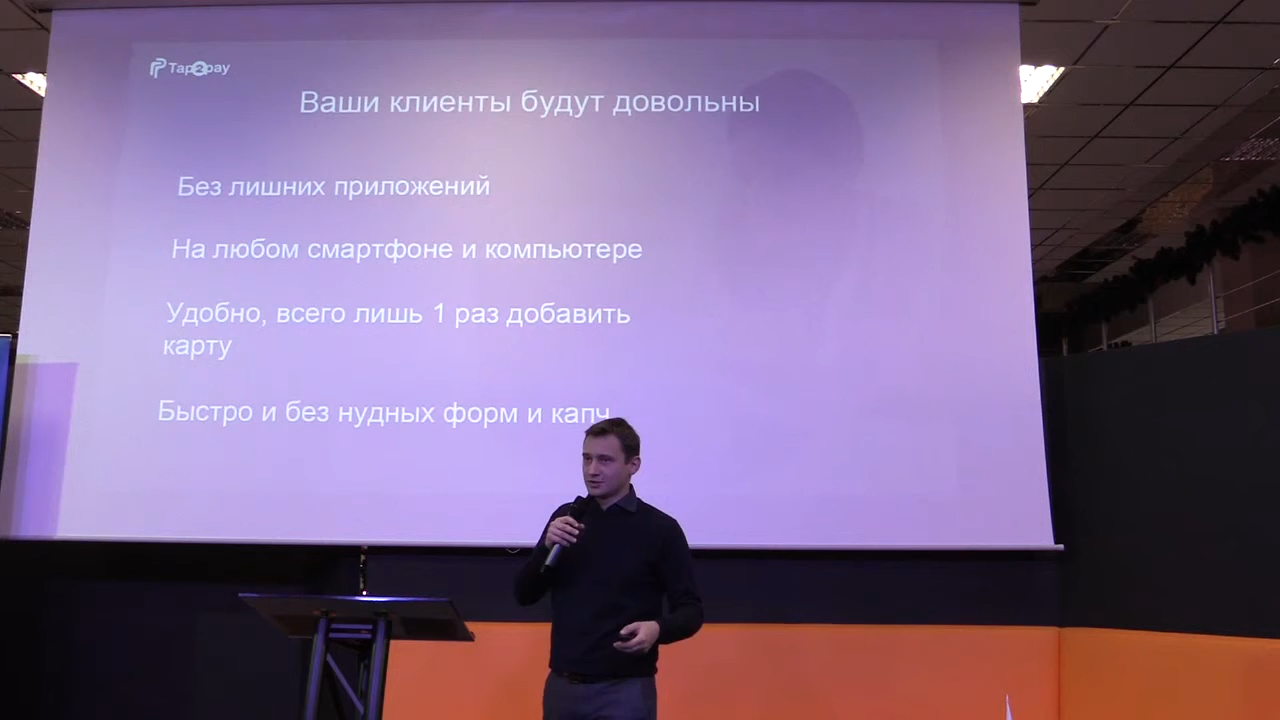 Tap2pay
Ваши клиенты будут довольны
Без лишних приложений
На любом смартфоне и компьютере
Удобно, всего лишь 1 раз добавить
карту
Быстро и без нудных форм и капч